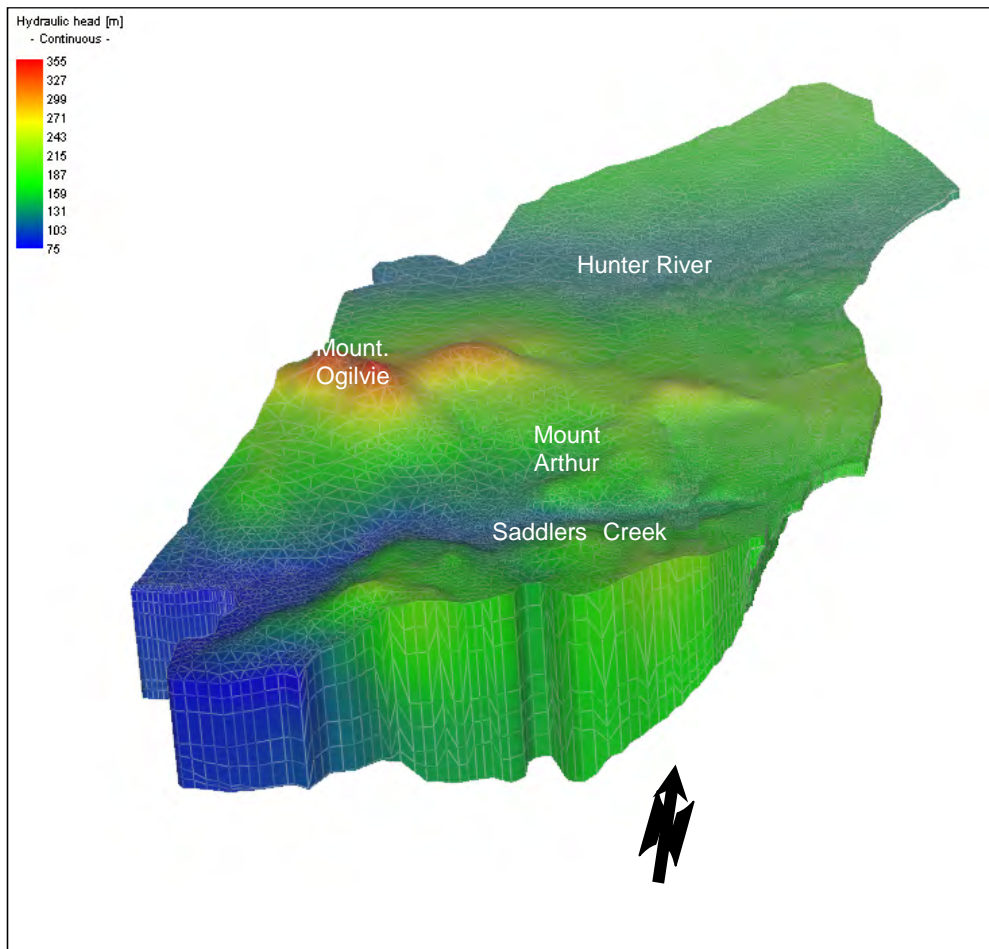 Hydraulic head [m]
- Continuous -
355
327
299
271
243
215
187
159
131
103
75
Hunter River
Mount.
Ogilvie
Mount
Arthur
Saddlers Creek
N